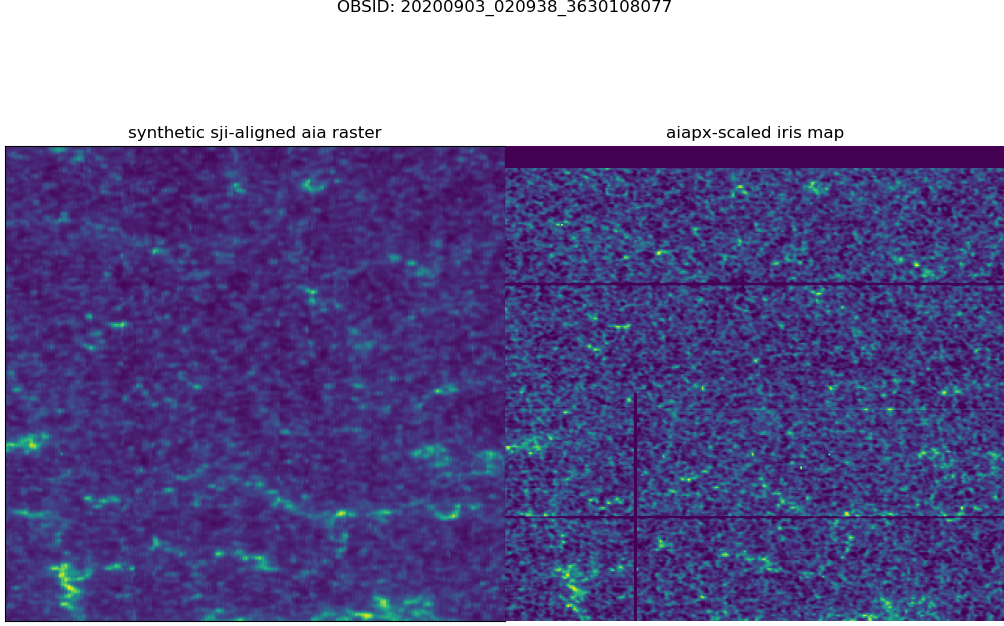 OBSID: 20200903_020938_3630108077
synthetic sji-aligned aia raster
aiapx-scaled iris map